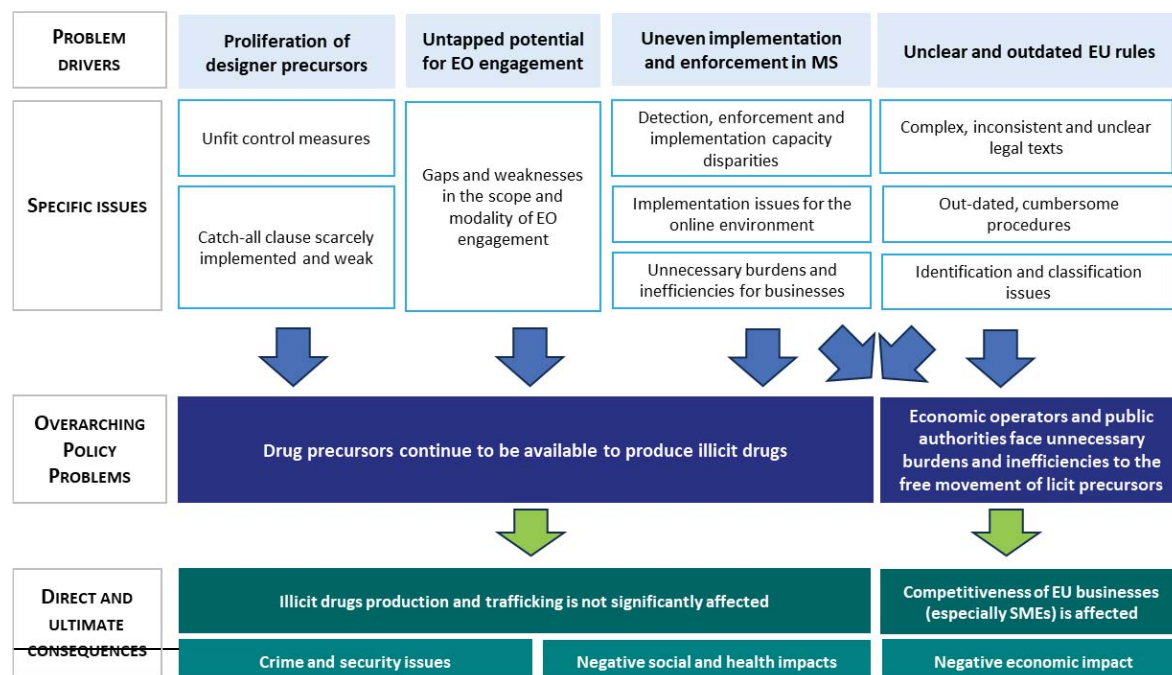 PROBLEM
DRIVERS
Proliferation of
designer precursors
Untapped potential
for EO engagement
Uneven implementation
and enforcement in MS
Unclear and outdated EU rules
SPECIFIC ISSUES
Unfit control measures
Catch-all clause scarcely
implemented and weak
Gaps and weaknesses
in the scope and
modality of EO
engagement
Detection, enforcement and
implementation capacity
disparities
Implementation issues for the
online environment
Unnecessary burdens and
inefficiencies for businesses
Complex, inconsistent and unclear
legal texts
Out-dated, cumbersome
procedures
Identification and classification
issues
OVERARCHING
POLICY
PROBLEMS
Drug precursors continue to be available to produce illicit drugs
Economic operators and public
authorities face unnecessary
burdens and inefficiencies to the
free movement of licit precursors
DIRECT AND
ULTIMATE
CONSEQUENCES
Illicit drugs production and trafficking is not significantly affected
Competitiveness of EU businesses
(especially SMEs) is affected
Crime and security issues
Negative social and health impacts
Negative economic impact